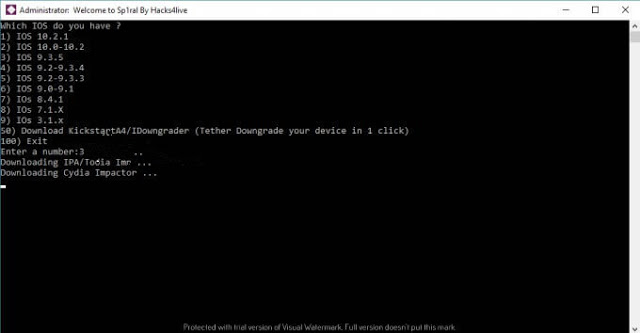 Administrator: Welcome to Sp1ral By Hacks4live
Which IOS do you have ?
1) IOS 10.2.1
2) IOS 10.0-10.2
3) IOS 9.3.5
4) IOS 9.2-9.3.4
5) IOS 9.2-9.3.3
6) IOS 9.0-9.1
7) IOs 8.4.1
8) IOs 7.1.X
9) IOs 3.1.x
50) Download KickstartA4/IDowngrader (Tether Downgrade your device in 1 click)
100) Exit
Enter a number:3
Downloading IPA/ ...
Downloading Cydia Impactor ...
Protected with trial version of Visual Watermark. Full version doesn't put this mark.